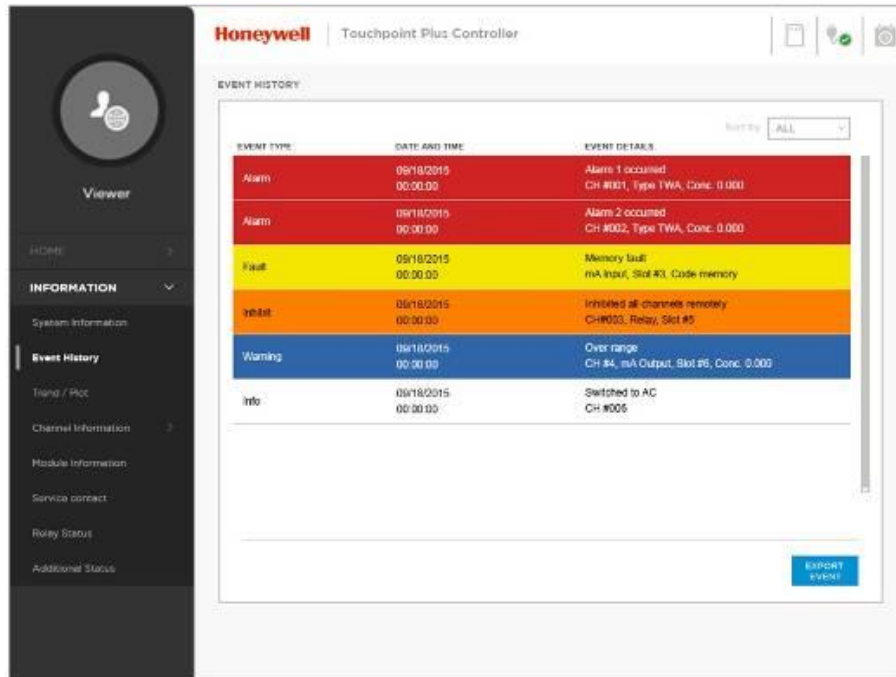 Honeywell Touchpoint Plus Controller
EVENT HISTORY
Viewer
HOME
INFORMATION
System Information
Event History
Trend / Plot
Channel Information
Module Information
Service contact
Relay Status
Additional Status
Sort by ALL
EVENT TYPE DATE AND TIME EVENT DETAILS
Alarm 09/18/2015 Alarm 1 occurred
00:00:00 CH #001, Type TWA, Conc. 0.000
Alarm 09/18/2015 Alarm 2 occurred
00:00:00 CH #002, Type TWA, Conc. 0.000
Fault 09/18/2015 Memory fault
00:00:00 mA Input, Slot #3, Code memory
Inhibit 09/18/2015 Inhibited all channels remotely
00:00:00 CH#003, Relay, Slot #5
Warning 09/18/2015 Over range
00:00:00 CH #4, mA Output, Slot #6, Conc. 0.000
Info 09/18/2015 Switched to AC
00:00:00 CH #006
EXPORT
EVENT